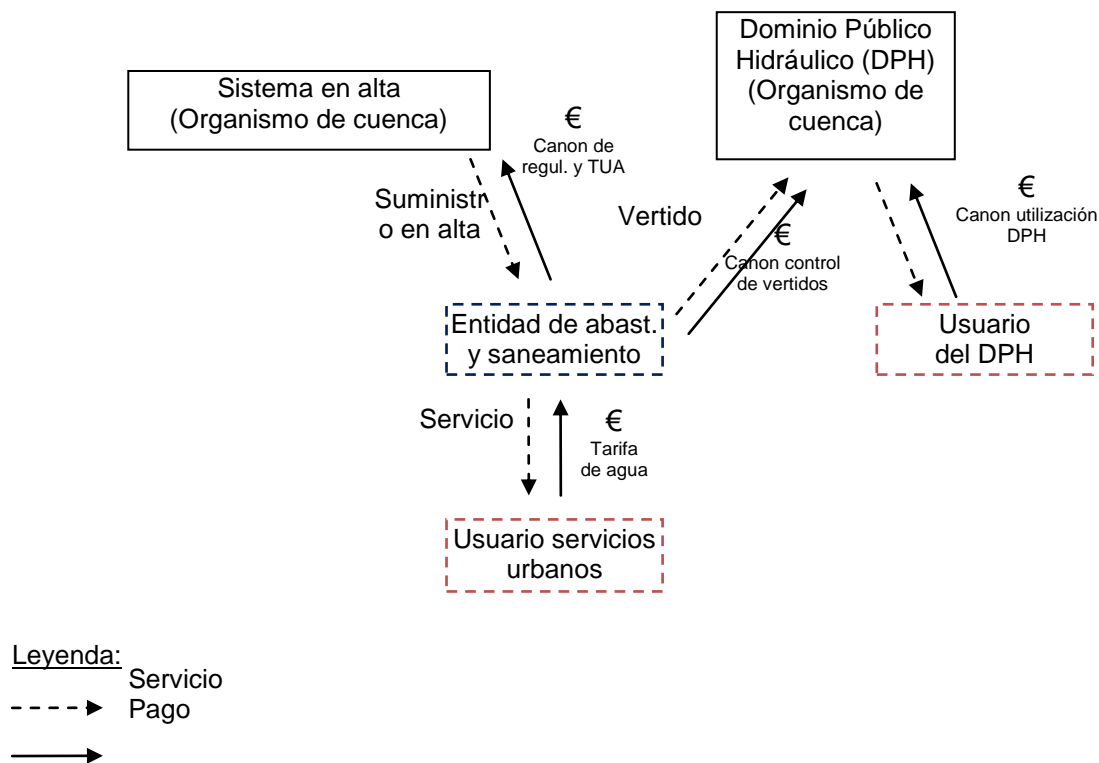 Dominio Público
Hidráulico (DPH)
(Organismo de
cuenca)
Sistema en alta
(Organismo de cuenca)
€
Canon de
regul. y TUA
Suministr
o en alta
Vertido
€
Canon control
de vertidos
€
Canon utilización
DPH
Entidad de abast.
y saneamiento
Usuario
del DPH
Servicio
€
Tarifa
de agua
Usuario servicios
urbanos
Leyenda:
Servicio
Pago